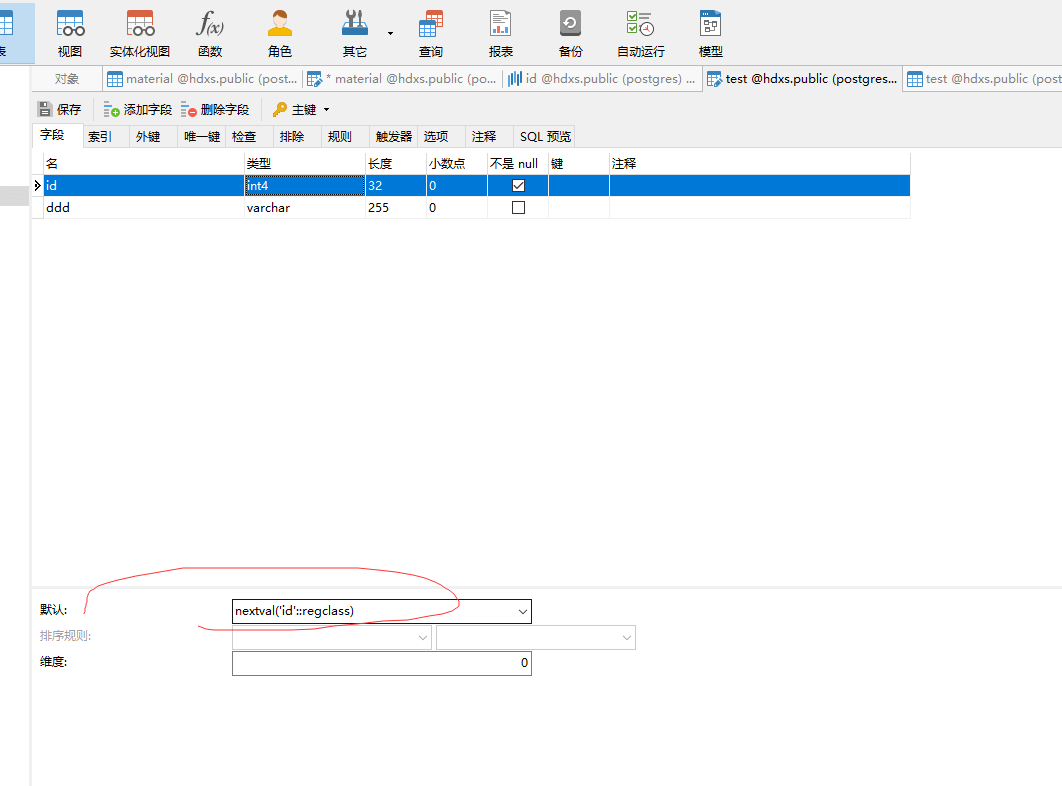 表 视图 实体化视图 函数 角色 其它 查询 报表 备份 自动运行 模型
对象 material @hdxs.public (post... * material @hdxs.public (po... id @hdxs.public (postgres) ... test @hdxs.public (postgres... test @hdxs.public (post
保存 添加字段 删除字段 主键
字段 索引 外键 唯一键 检查 排除 规则 触发器 选项 注释 SQL 预览
名 类型 长度 小数点 不是 null 键 注释
id int4 32 0
ddd varchar 255 0
默认: nextval('id'::regclass)
排序规则:
维度: 0